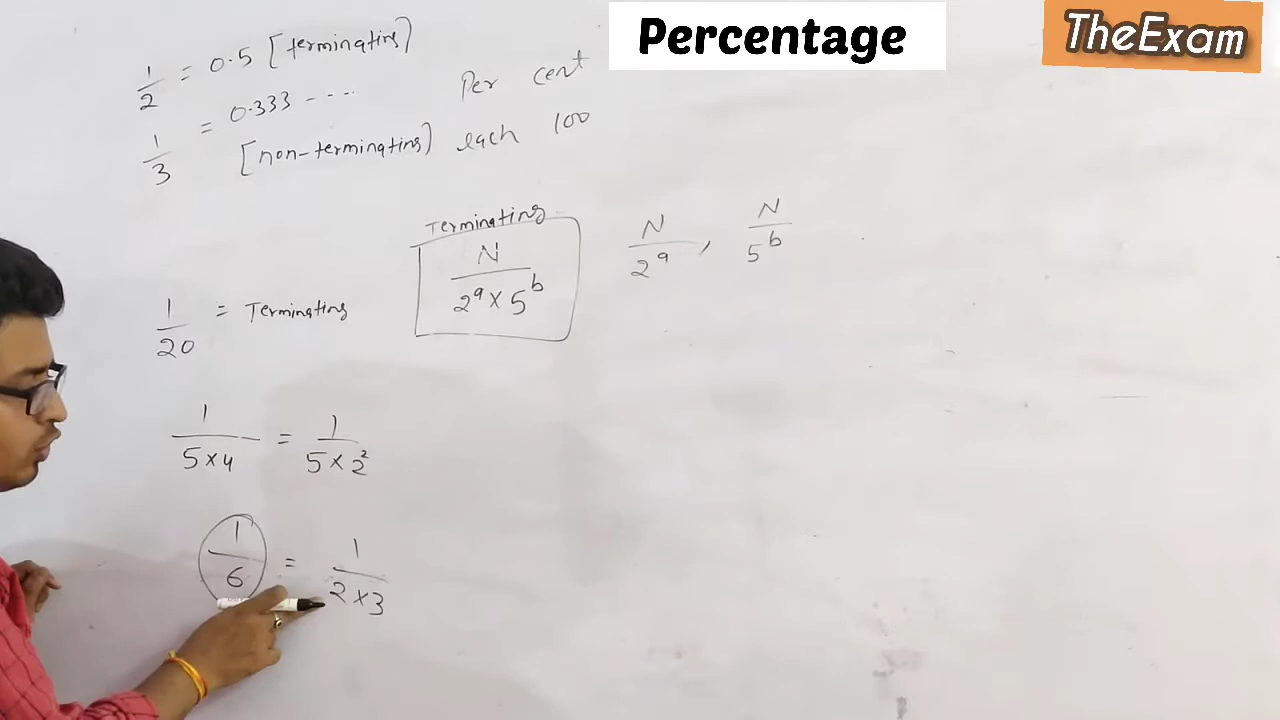 Percentage
TheExam
1/2 = 0.5 [terminating]
1/3 = 0.333 - - - -
[non-terminating]
Per cent
each 100
Terminating
N/2^a × 5^b
N/2^a , N/5^b
1/20 = Terminating
1/5×4 = 1/5×2^2
1/6 = 1/2×3